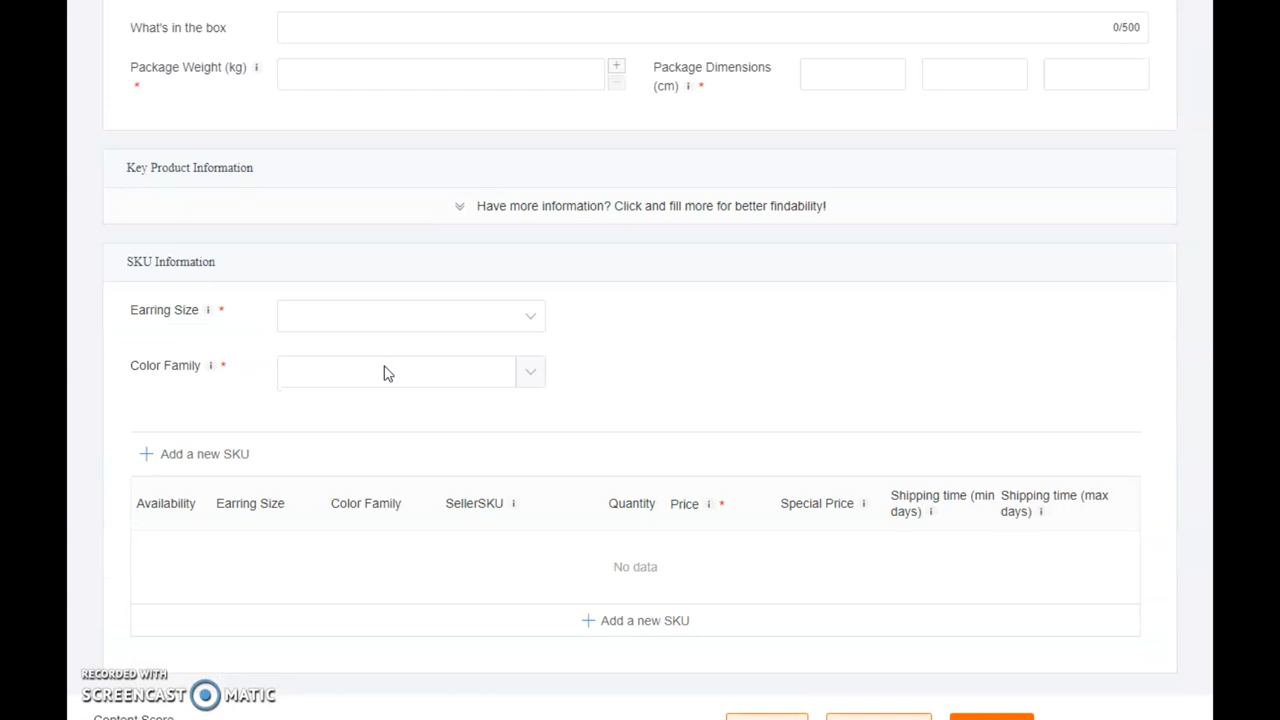 What's in the box
0/500
Package Weight (kg)
*
Package Dimensions
(cm) *
Key Product Information
Have more information? Click and fill more for better findability!
SKU Information
Earring Size *
Color Family *
+ Add a new SKU
Availability Earring Size Color Family SellerSKU Quantity Price * Special Price Shipping time (min days) Shipping time (max days)
No data
+ Add a new SKU
RECORDED WITH
SCREENCAST MATIC
Content Score